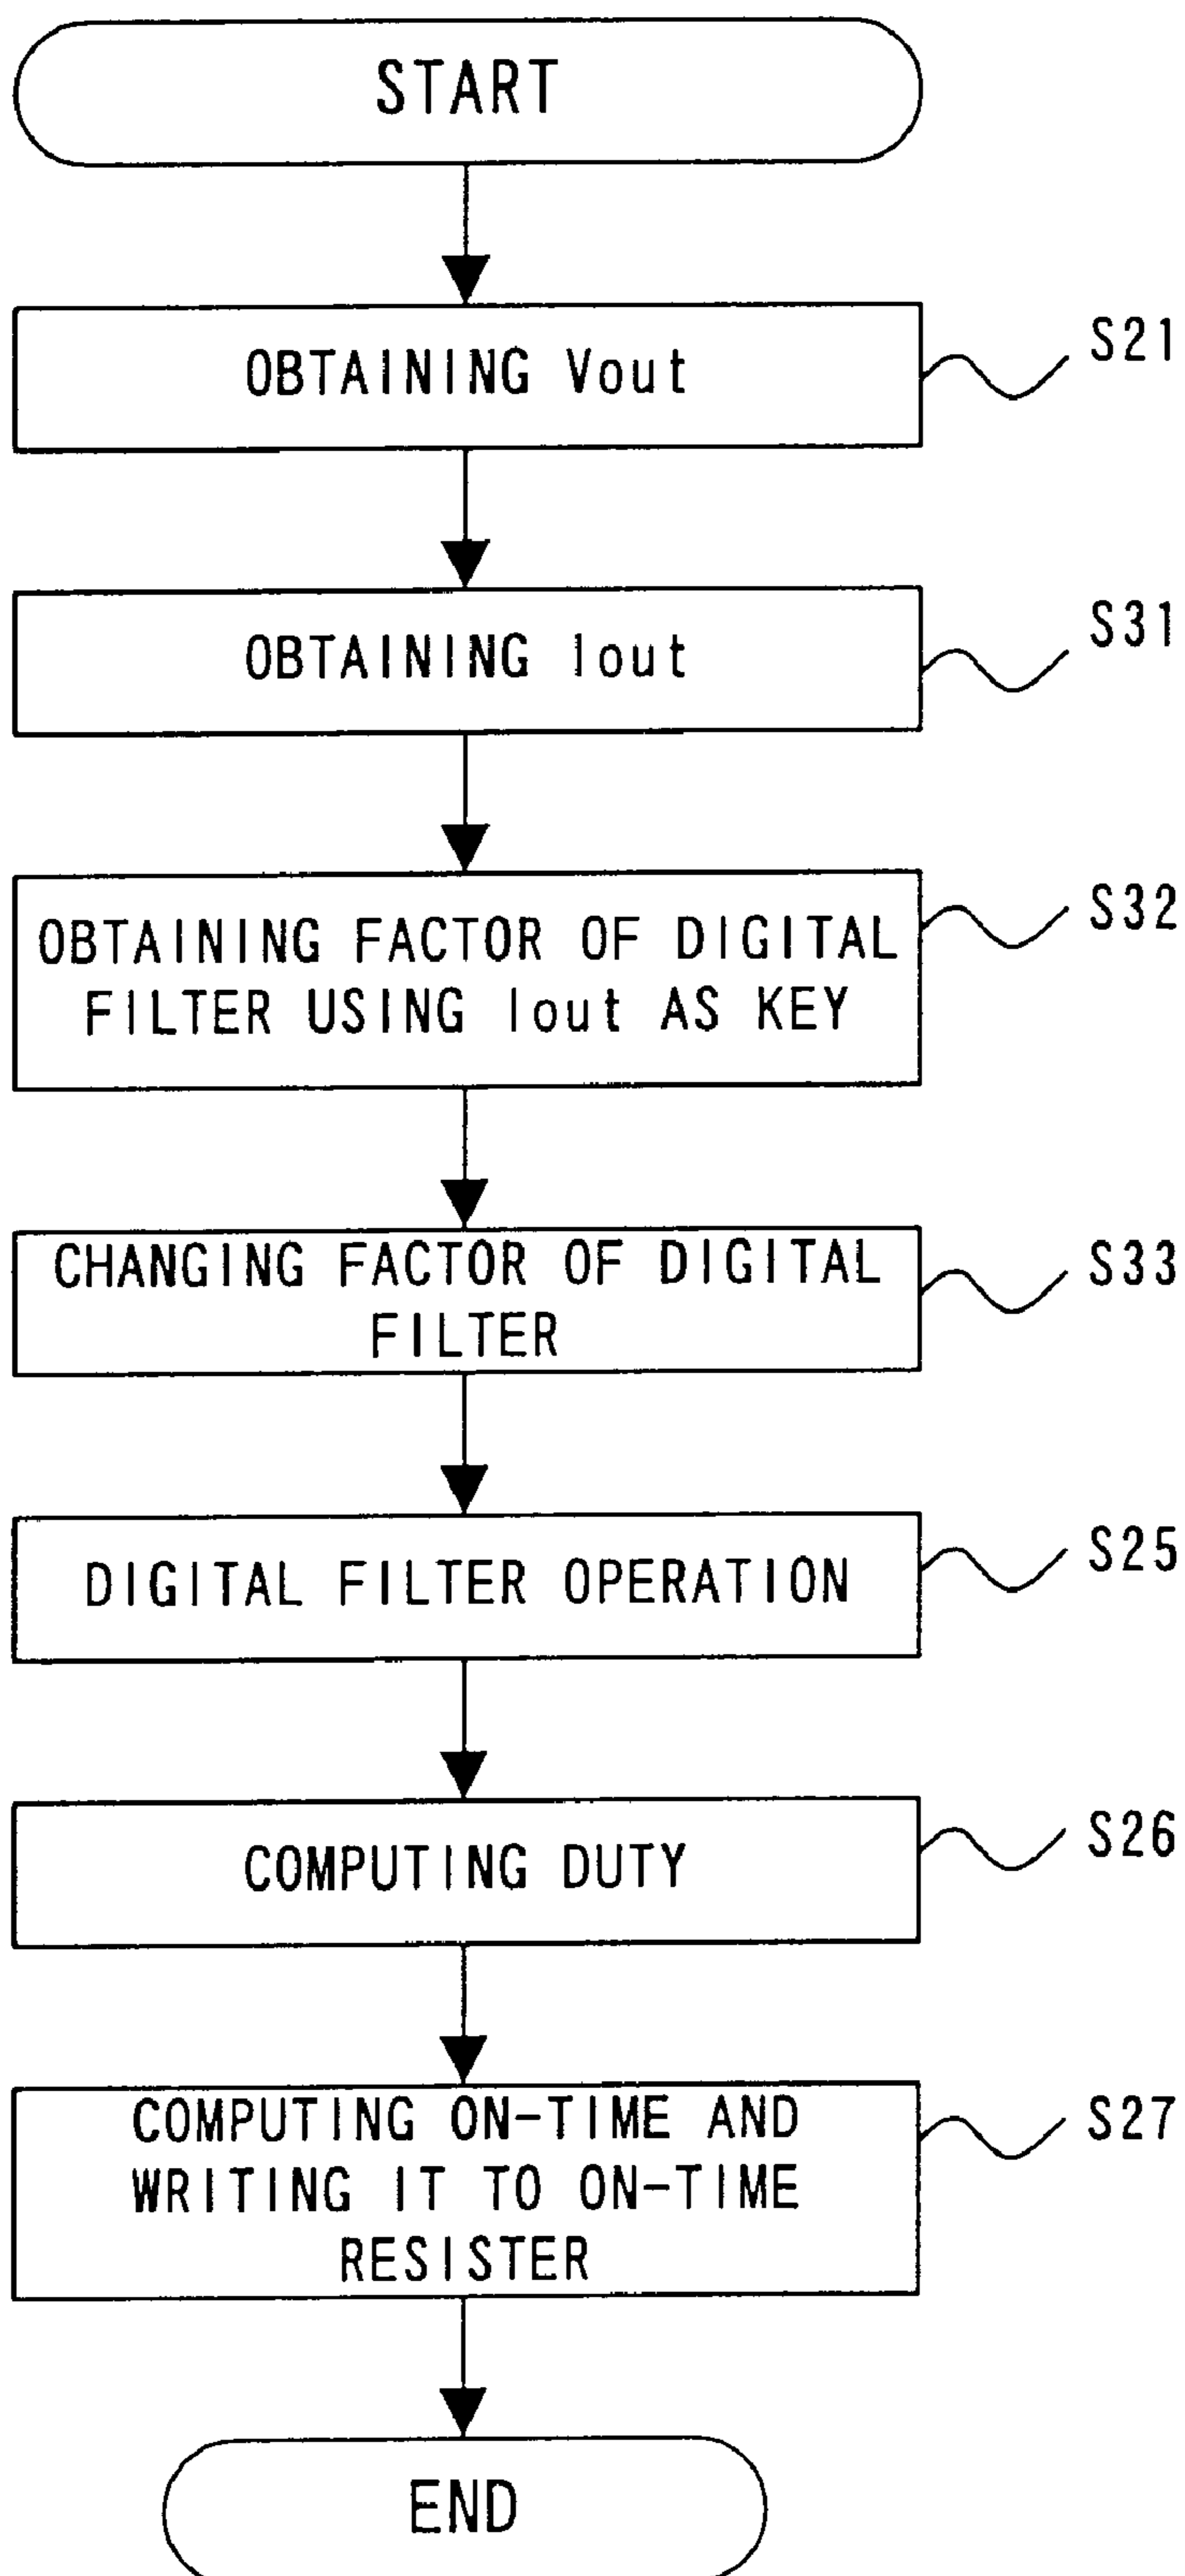 START
OBTAINING Vout
S21
OBTAINING Iout
S31
OBTAINING FACTOR OF DIGITAL
FILTER USING Iout AS KEY
S32
CHANGING FACTOR OF DIGITAL
FILTER
S33
DIGITAL FILTER OPERATION
S25
COMPUTING DUTY
S26
COMPUTING ON-TIME AND
WRITING IT TO ON-TIME
RESISTER
S27
END